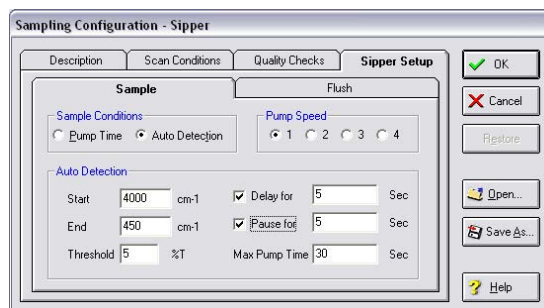 Sampling Configuration - Sipper
Description Scan Conditions Quality Checks Sipper Setup
Sample Flush
Sample Conditions
Pump Time Auto Detection
Pump Speed
1 2 3 4
Auto Detection
Start 4000 cm-1 Delay for 5 Sec
End 450 cm-1 Pause for 5 Sec
Threshold 5 %T Max Pump Time 30 Sec
OK
Cancel
Restore
Open...
Save As...
Help